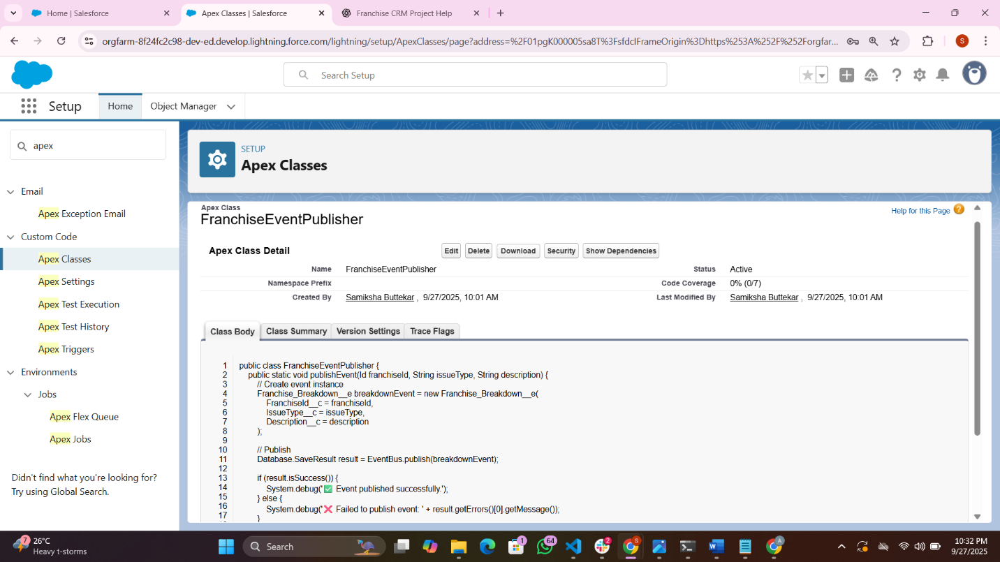 Home | Salesforce
Apex Classes | Salesforce
Franchise CRM Project Help
orgfarm-8f24fc2c98-dev-ed.develop.lightning.force.com/lightning/setup/ApexClasses/page?address=%2F01pgK000005sa8T%3FsfdcIFrameOrigin%3Dhttps%253A%252F%252Forgfar...
S
Search Setup
Setup
Home
Object Manager
apex
Email
Apex Exception Email
Custom Code
Apex Classes
Apex Settings
Apex Test Execution
Apex Test History
Apex Triggers
Environments
Jobs
Apex Flex Queue
Apex Jobs
Didn't find what you're looking for?
Try using Global Search.
SETUP
Apex Classes
Apex Class
FranchiseEventPublisher
Help for this Page ?
Apex Class Detail
Edit Delete Download Security Show Dependencies
Name FranchiseEventPublisher Status Active
Namespace Prefix Code Coverage 0% (0/7)
Created By Samiksha Buttekar , 9/27/2025, 10:01 AM Last Modified By Samiksha Buttekar , 9/27/2025, 10:01 AM
Class Body Class Summary Version Settings Trace Flags
1 public class FranchiseEventPublisher {
2 public static void publishEvent(Id franchiseId, String issueType, String description) {
3 // Create event instance
4 Franchise_Breakdown__e breakdownEvent = new Franchise_Breakdown__e(
5 FranchiseId__c = franchiseId,
6 IssueType__c = issueType,
7 Description__c = description
8 );
9
10 // Publish
11 Database.SaveResult result = EventBus.publish(breakdownEvent);
12
13 if (result.isSuccess()) {
14 System.debug('✅ Event published successfully.');
15 } else {
16 System.debug('❌ Failed to publish event: ' + result.getErrors()[0].getMessage());
17 }
7
26°C
Heavy t-storms
Search
1
64
2
S
A
10:32 PM
9/27/2025